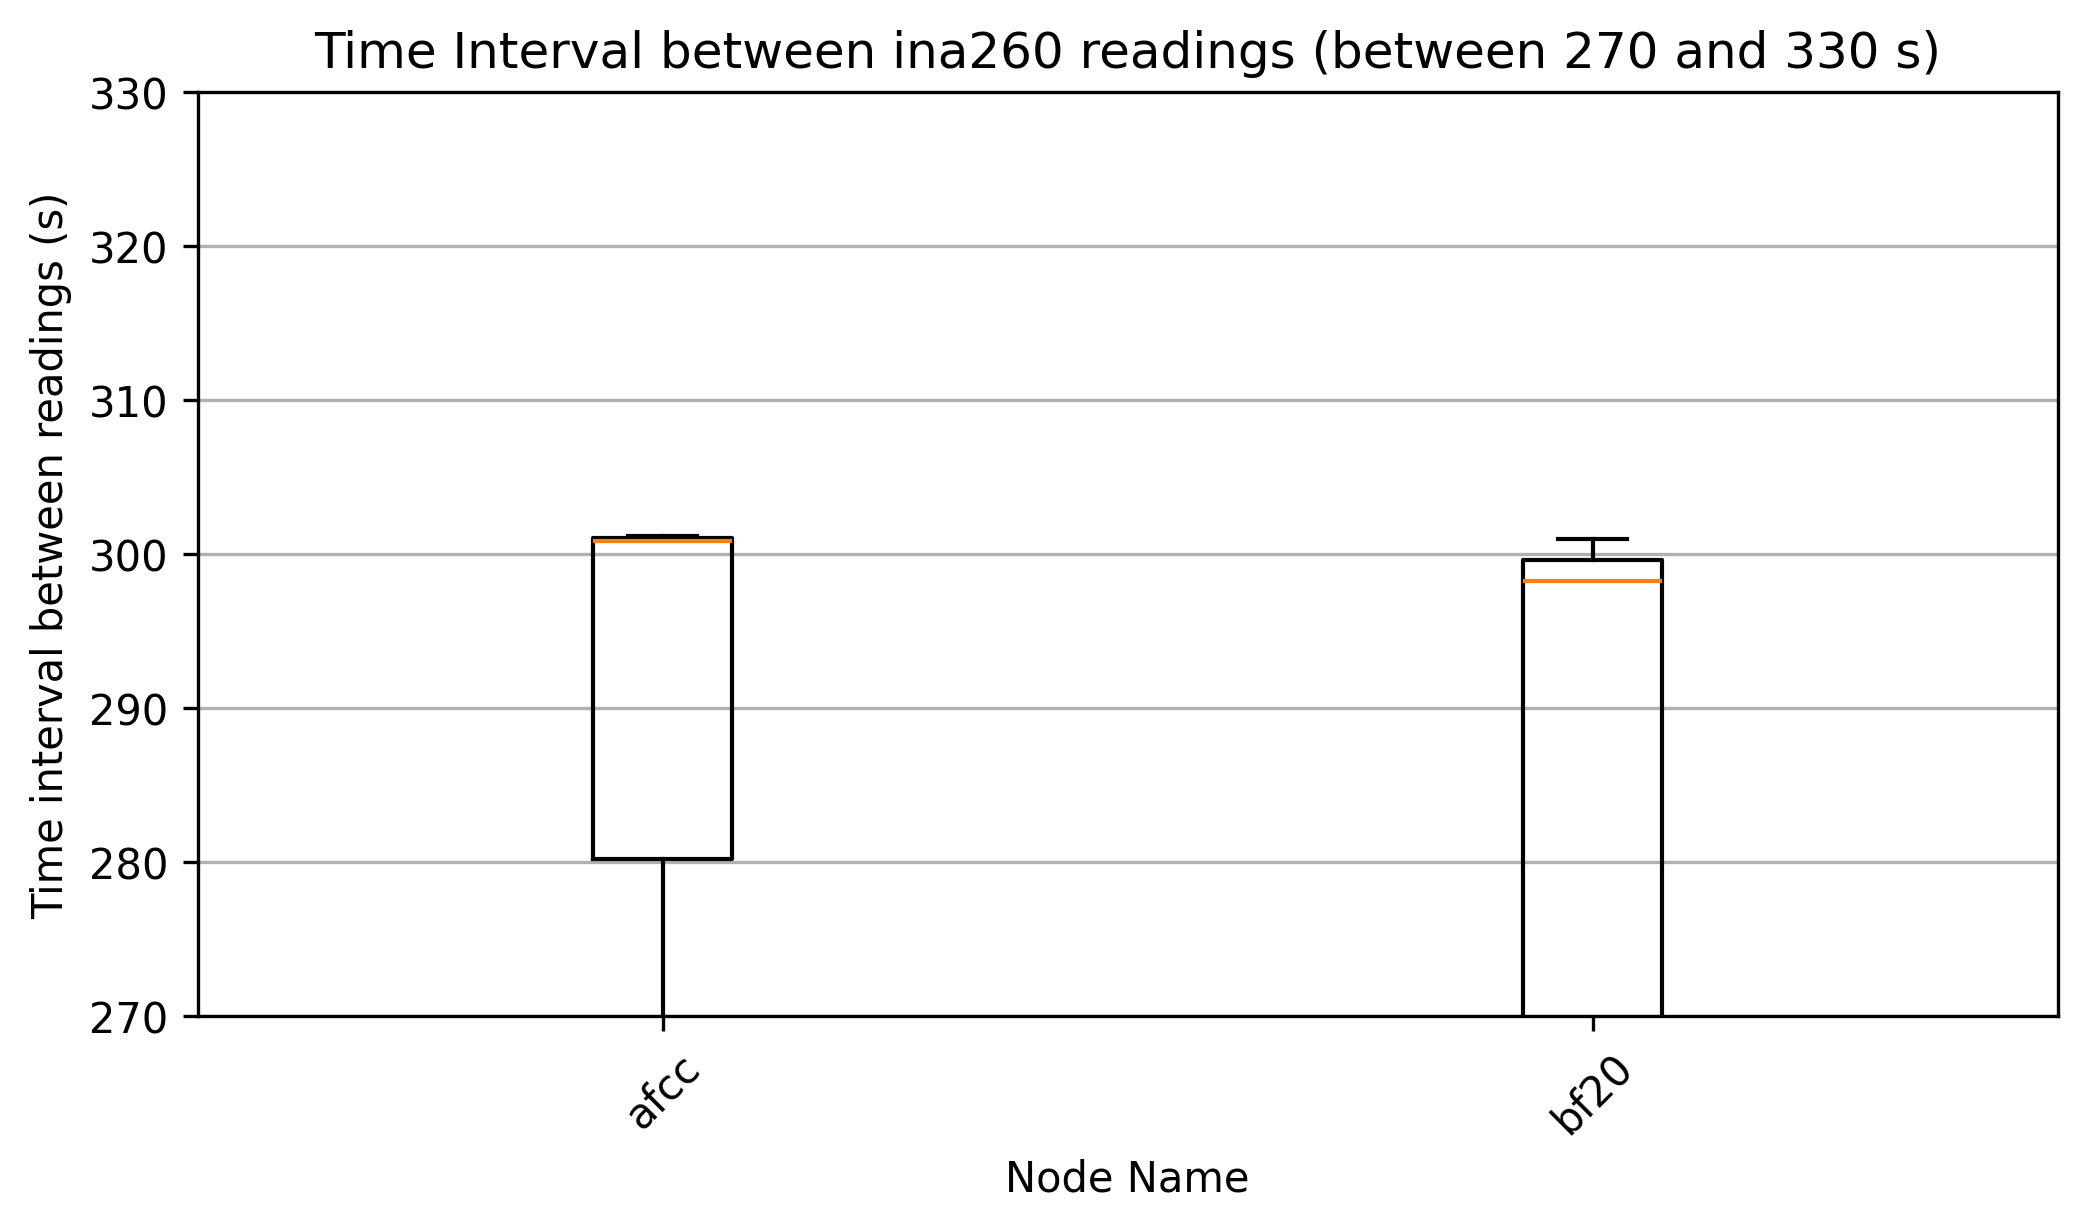 Time Interval between ina260 readings (between 270 and 330 s)
Time interval between readings (s)
330
320
310
300
290
280
270
afcc
bf20
Node Name